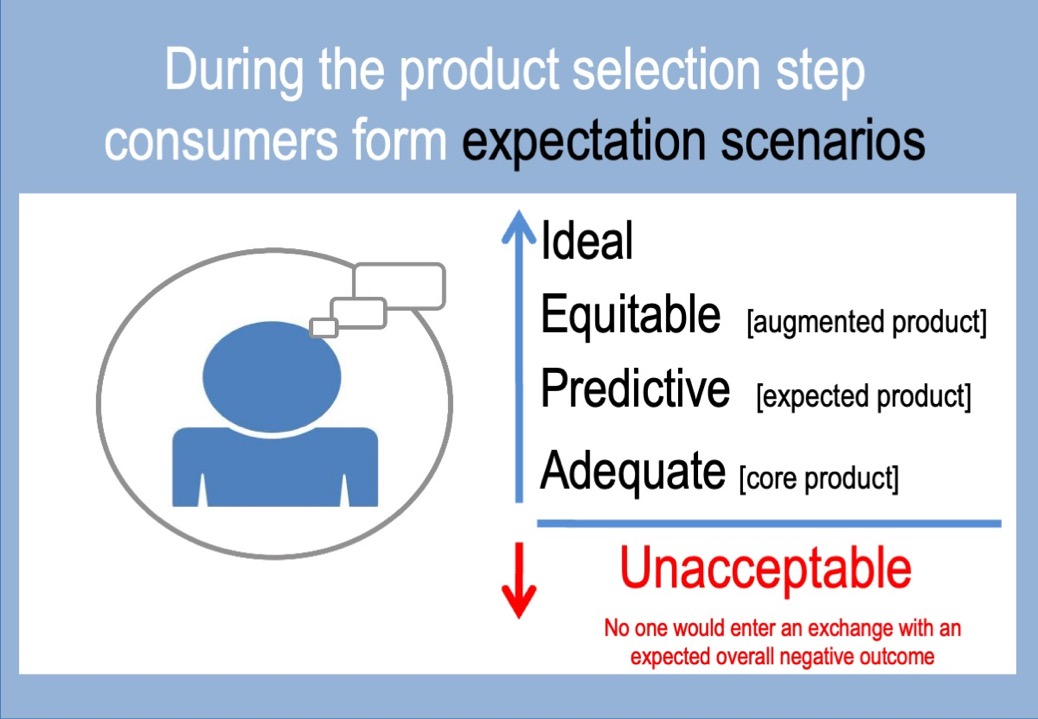 During the product selection step
consumers form expectation scenarios
Ideal
Equitable [augmented product]
Predictive [expected product]
Adequate [core product]
Unacceptable
No one would enter an exchange with an
expected overall negative outcome